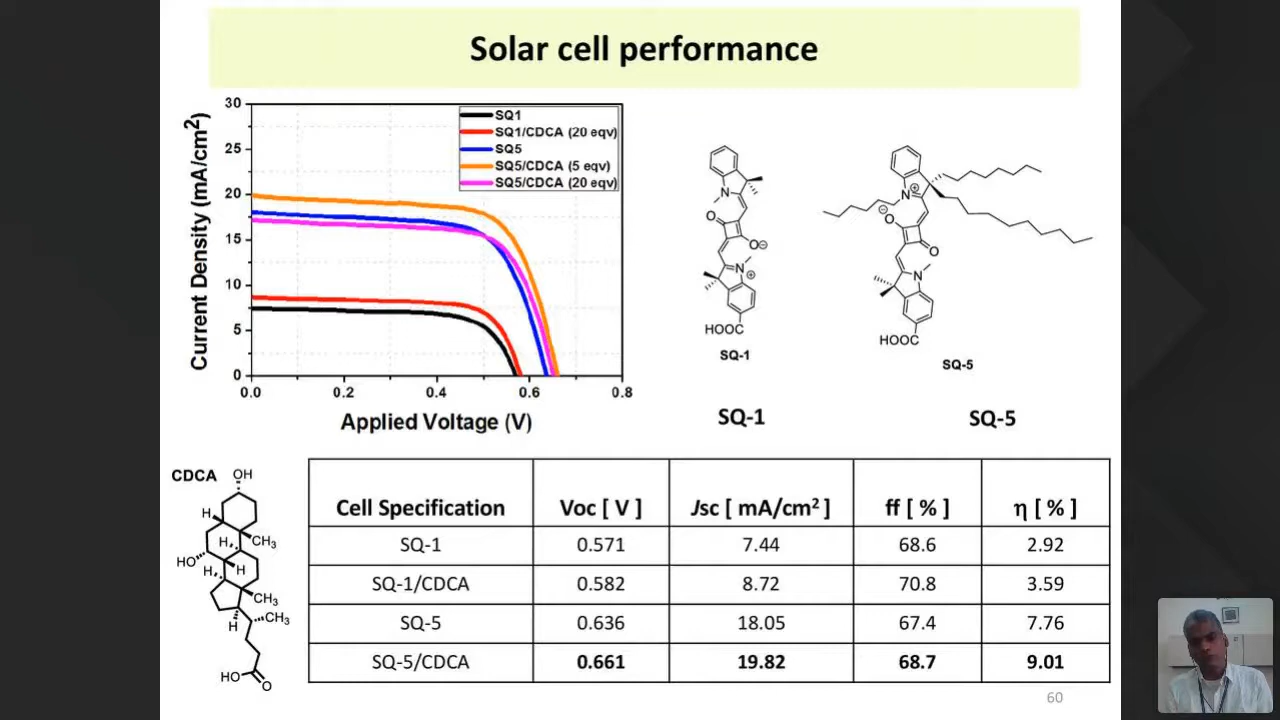 Solar cell performance
30
25
20
15
10
5
0
0.0 0.2 0.4 0.6 0.8
Current Density (mA/cm²)
Applied Voltage (V)
SQ1
SQ1/CDCA (20 eqv)
SQ5
SQ5/CDCA (5 eqv)
SQ5/CDCA (20 eqv)
N
O
O⊖
N
⊕
HOOC
SQ-1
SQ-1
N
⊕
⊖
O
O
N
HOOC
SQ-5
SQ-5
CDCA OH
H
H CH₃
HO
H H
CH₃
H
CH₃
HO
O
Cell Specification Voc [ V ] Jsc [ mA/cm² ] ff [ % ] η [ % ]
SQ-1 0.571 7.44 68.6 2.92
SQ-1/CDCA 0.582 8.72 70.8 3.59
SQ-5 0.636 18.05 67.4 7.76
SQ-5/CDCA 0.661 19.82 68.7 9.01
60